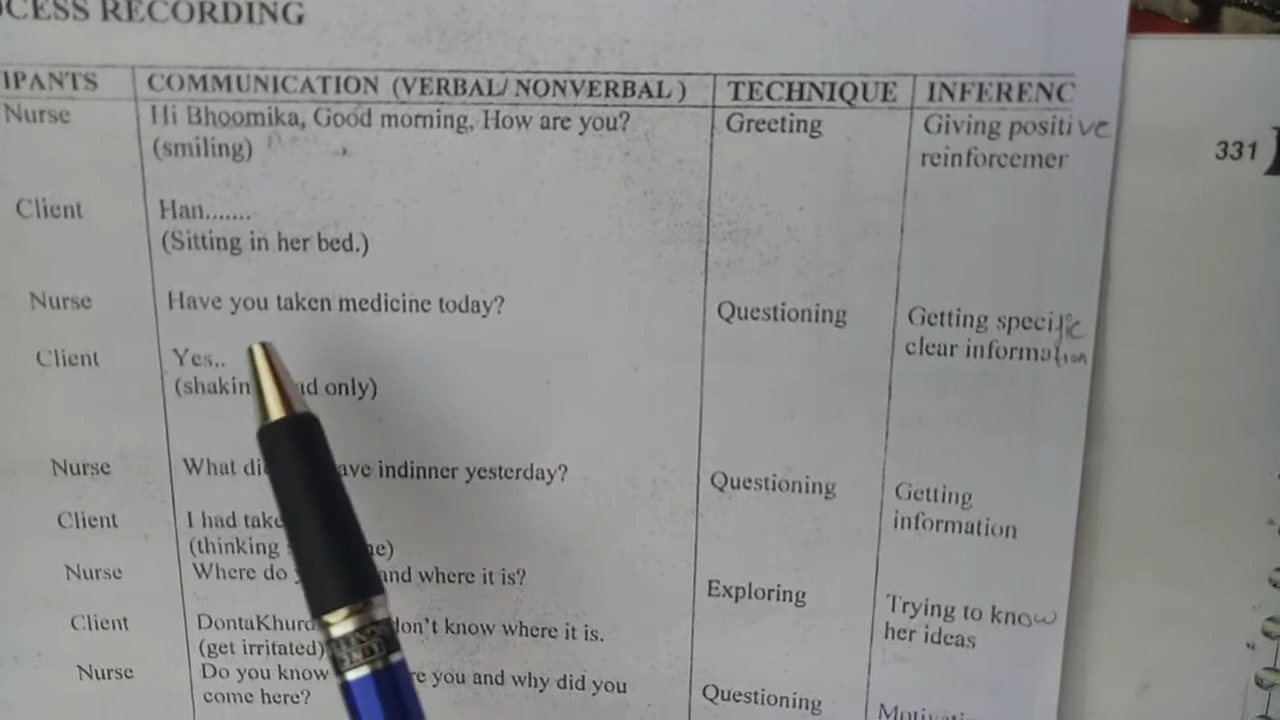 CESS RECORDING
IPANTS COMMUNICATION (VERBAL/ NONVERBAL ) TECHNIQUE INFERENC
Nurse Hi Bhoomika, Good morning, How are you? Greeting Giving positive
(smiling) reinforcemer
331
Client Han.......
(Sitting in her bed.)
Nurse Have you taken medicine today? Questioning Getting specific
Client Yes.. clear information
(shakin ad only)
Nurse What di ave indinner yesterday? Questioning Getting
Client I had take information
(thinking e)
Nurse Where do and where it is? Exploring Trying to know
Client DontaKhurd don't know where it is. her ideas
(get irritated)
Nurse Do you know re you and why did you Questioning
come here?